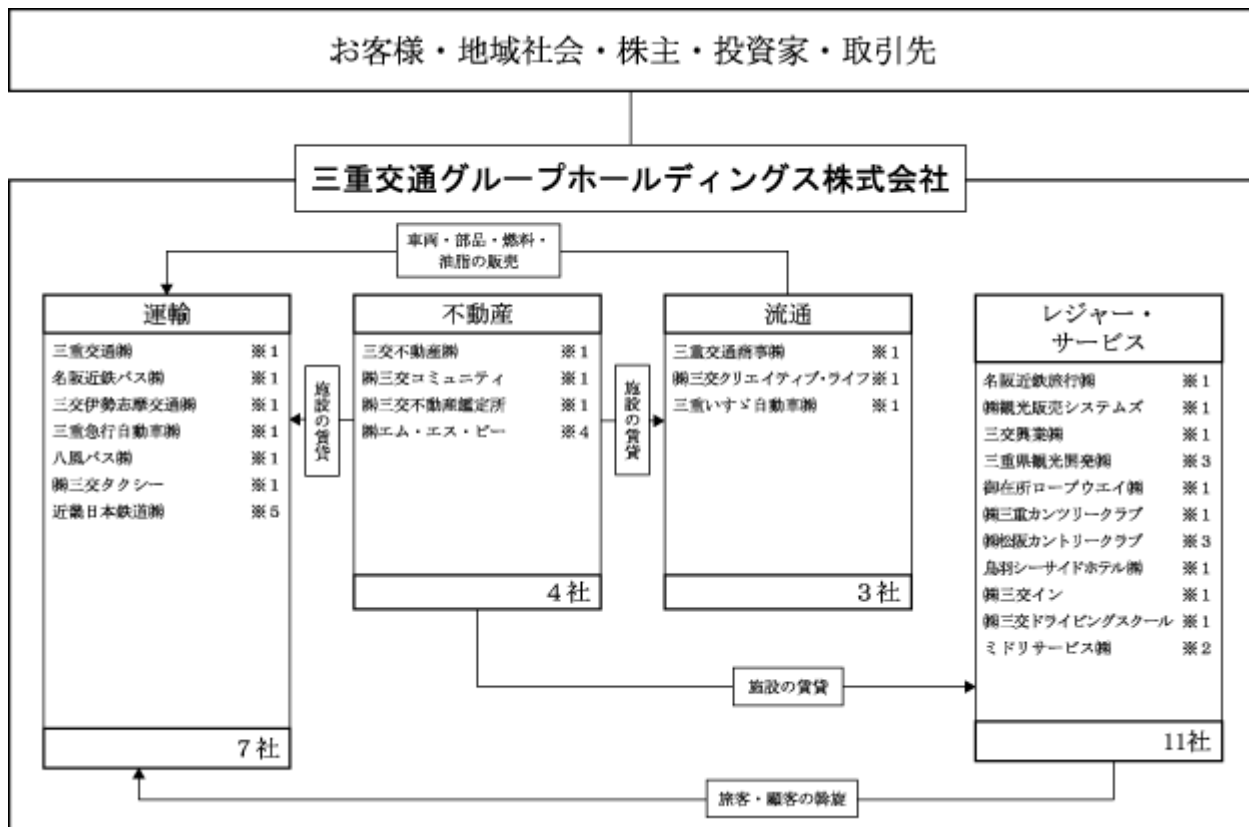 お客様・地域社会・株主・投資家・取引先
三重交通グループホールディングス株式会社
車両・部品・燃料・
油脂の販売
運輸
三重交通㈱ ※1
名阪近鉄バス㈱ ※1
三交伊勢志摩交通㈱ ※1
三重急行自動車㈱ ※1
八風バス㈱ ※1
㈱三交タクシー ※1
近畿日本鉄道㈱ ※5
7社
施設の賃貸
不動産
三交不動産㈱ ※1
㈱三交コミュニティ ※1
㈱三交不動産鑑定所 ※1
㈱エム・エス・ピー ※4
4社
施設の賃貸
流通
三重交通商事㈱ ※1
㈱三交クリエイティブ・ライフ※1
三重いすゞ自動車㈱ ※1
3社
レジャー・
サービス
名阪近鉄旅行㈱ ※1
㈱観光販売システムズ ※1
三交興業㈱ ※1
三重県観光開発㈱ ※3
御在所ロープウエイ㈱ ※1
㈱三重カンツリークラブ ※1
㈱松阪カントリークラブ ※3
鳥羽シーサイドホテル㈱ ※1
㈱三交イン ※1
㈱三交ドライビングスクール ※1
ミドリサービス㈱ ※2
11社
施設の賃貸
旅客・顧客の斡旋